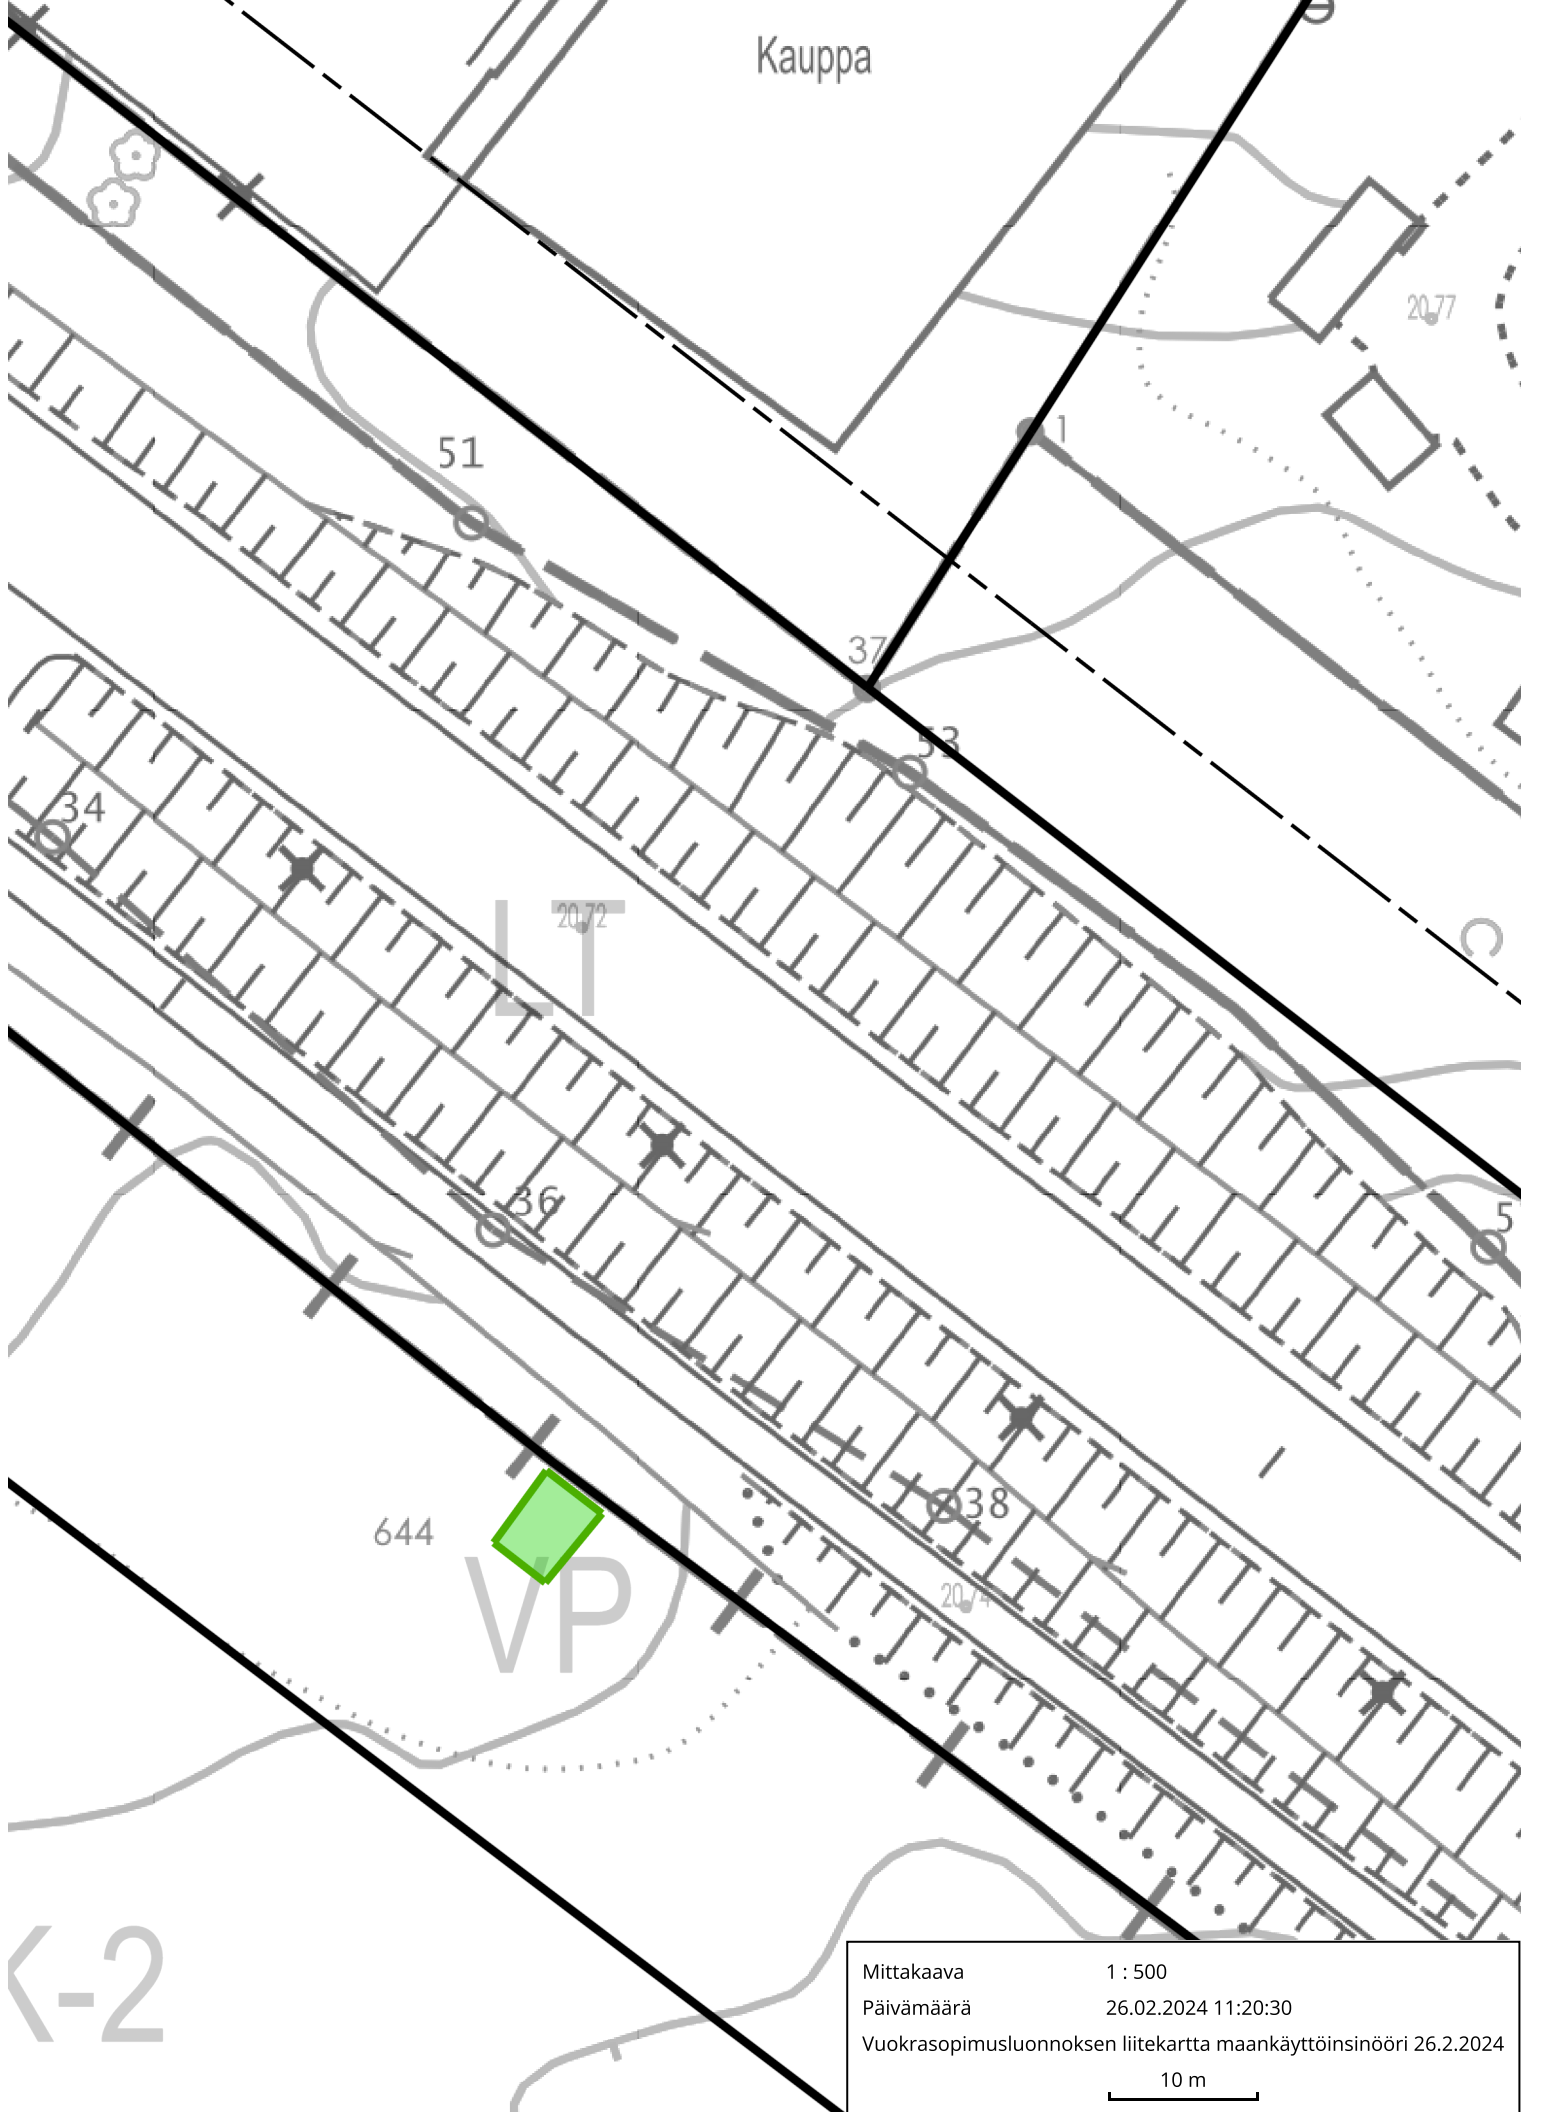 Kauppa
20.77
51
1
37
53
34
20.72
LT
36
5
38
644
20.74
VP
K-2
Mittakaava 1 : 500
Päivämäärä 26.02.2024 11:20:30
Vuokrasopimusluonnoksen liitekartta maankäyttöinsinööri 26.2.2024
10 m